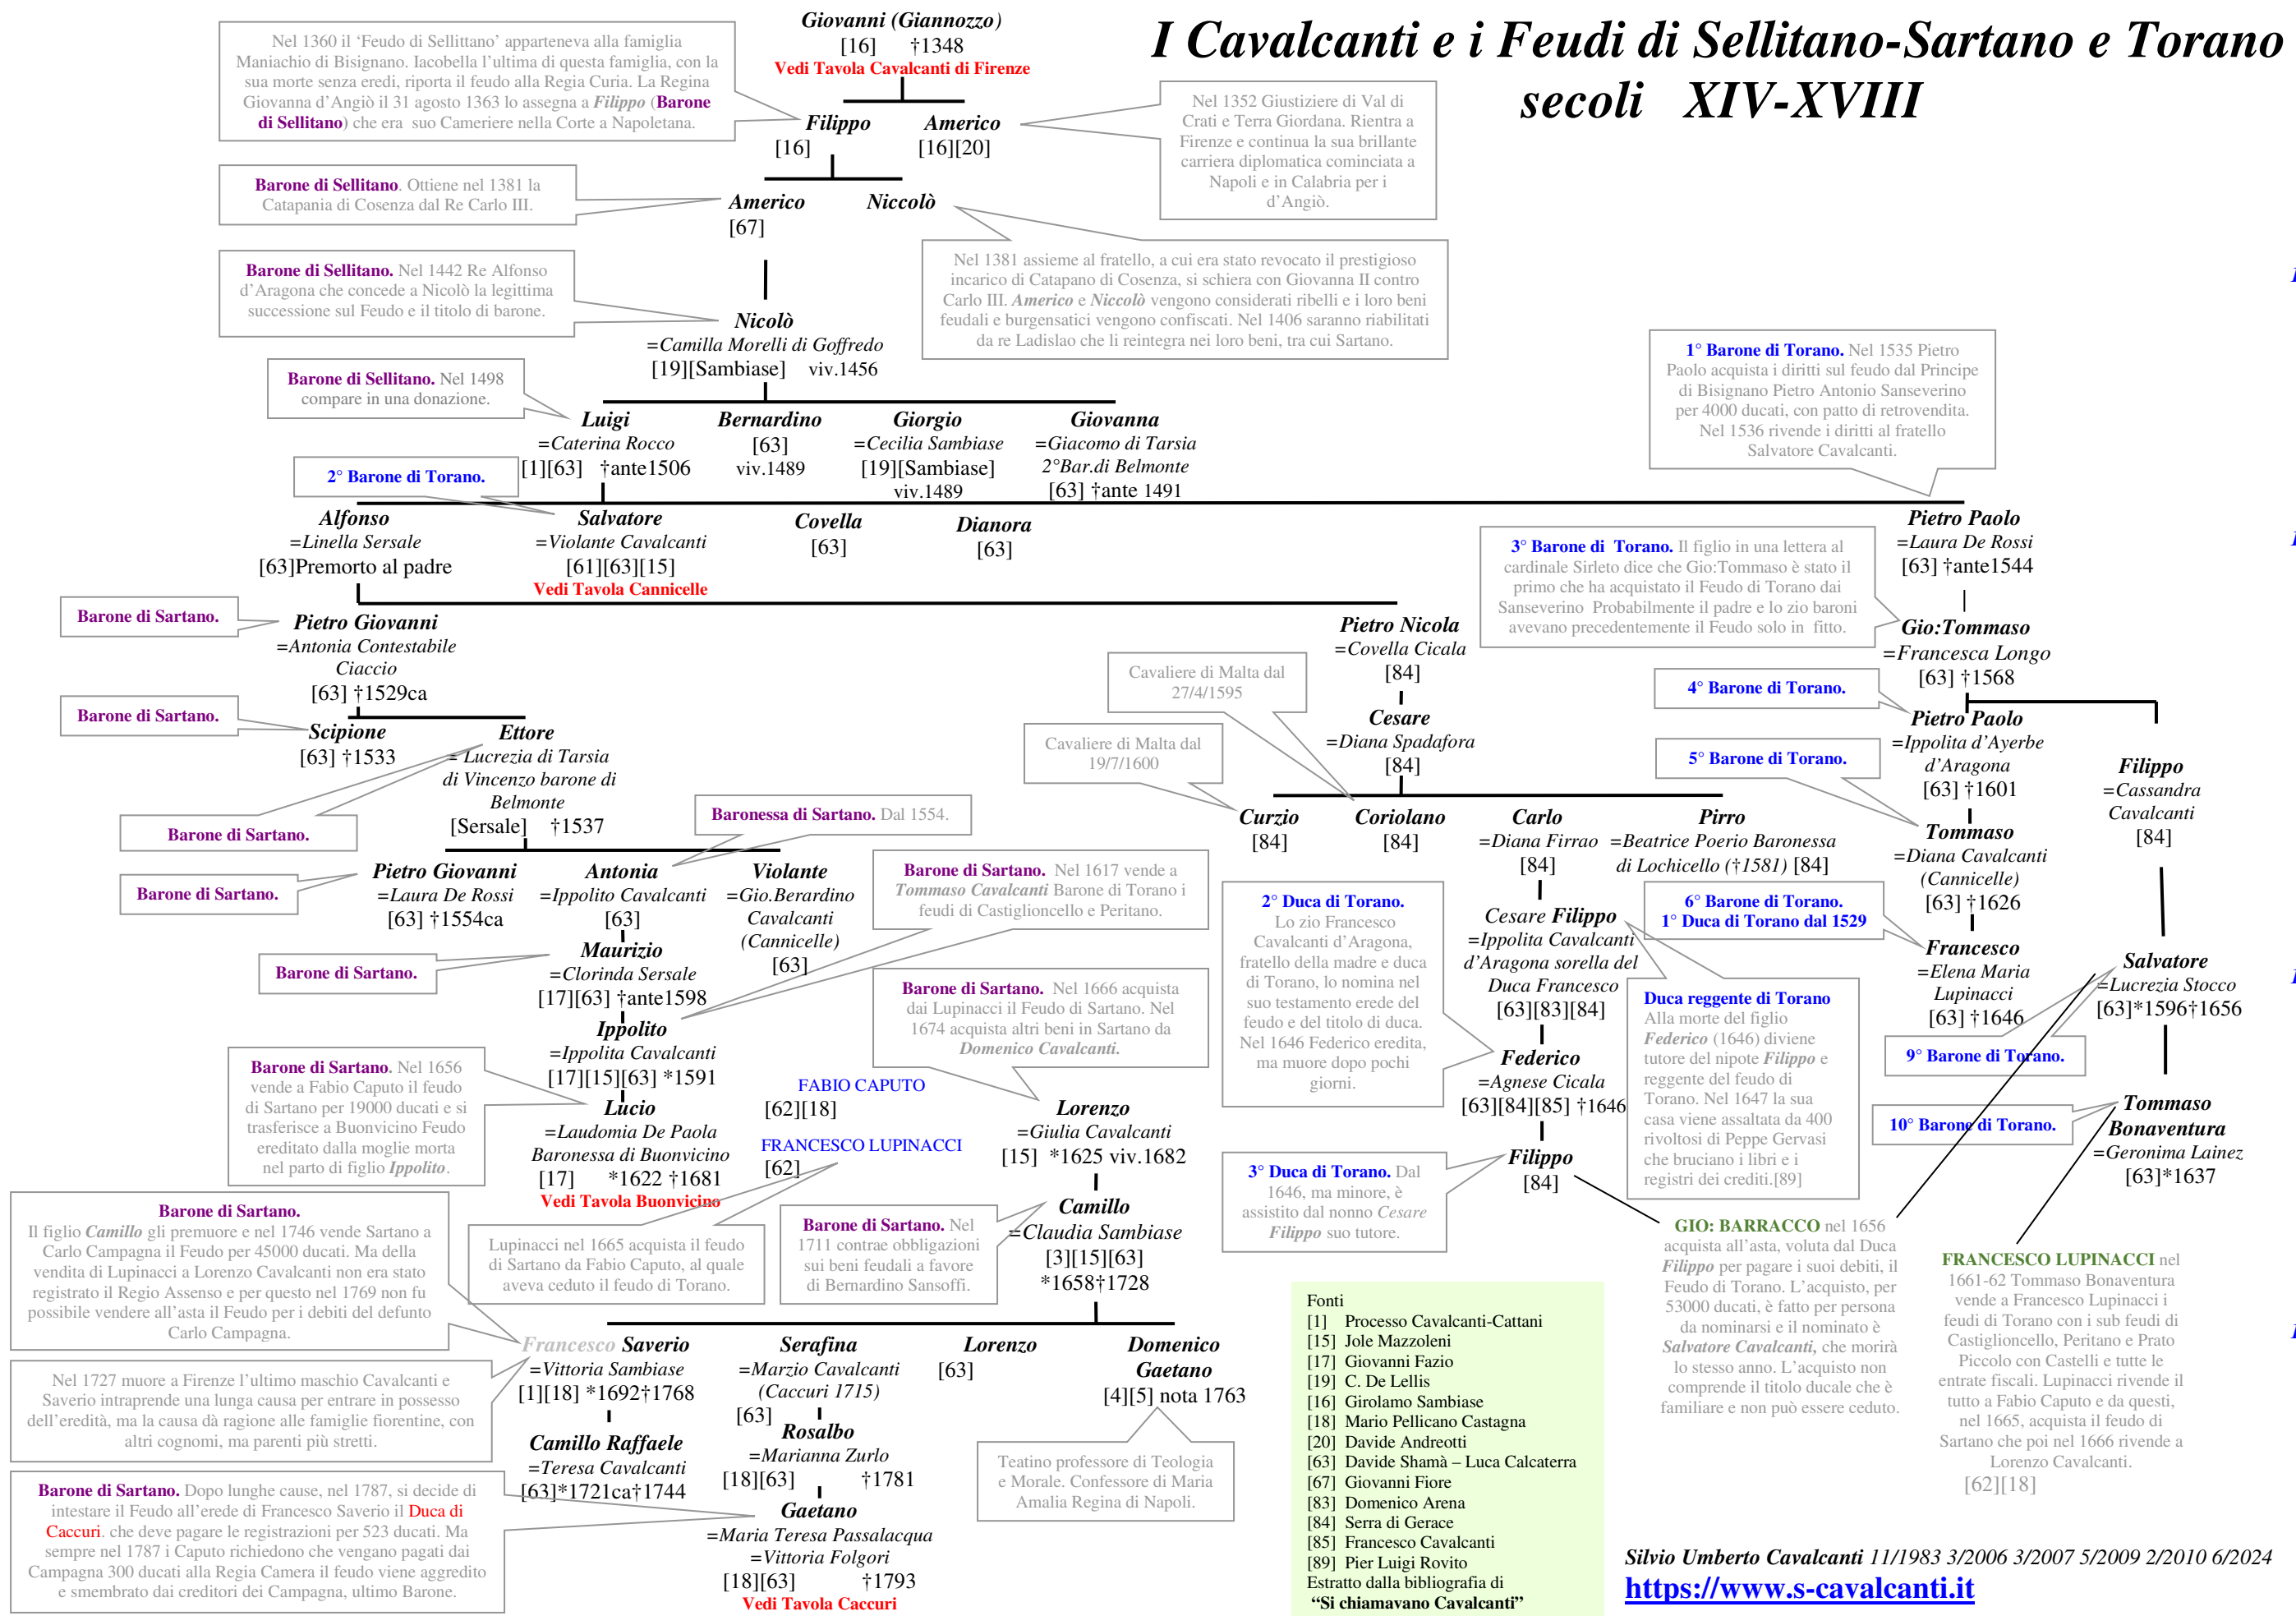 I Cavalcanti e i Feudi di Sellitano-Sartano e Torano
secoli XIV-XVIII
Giovanni (Giannozzo)
[16] †1348
Vedi Tavola Cavalcanti di Firenze
Nel 1360 il ‘Feudo di Sellittano’ apparteneva alla famiglia
Maniachio di Bisignano. Iacobella l’ultima di questa famiglia, con la
sua morte senza eredi, riporta il feudo alla Regia Curia. La Regina
Giovanna d’Angiò il 31 agosto 1363 lo assegna a Filippo (Barone
di Sellitano) che era suo Cameriere nella Corte a Napoletana.
Filippo
[16]
Americo
[16][20]
Nel 1352 Giustiziere di Val di
Crati e Terra Giordana. Rientra a
Firenze e continua la sua brillante
carriera diplomatica cominciata a
Napoli e in Calabria per i
d’Angiò.
Barone di Sellitano. Ottiene nel 1381 la
Catapania di Cosenza dal Re Carlo III.
Americo
[67]
Niccolò
Nel 1381 assieme al fratello, a cui era stato revocato il prestigioso
incarico di Catapano di Cosenza, si schiera con Giovanna II contro
Carlo III. Americo e Niccolò vengono considerati ribelli e i loro beni
feudali e burgensatici vengono confiscati. Nel 1406 saranno riabilitati
da re Ladislao che li reintegra nei loro beni, tra cui Sartano.
Barone di Sellitano. Nel 1442 Re Alfonso
d’Aragona che concede a Nicolò la legittima
successione sul Feudo e il titolo di barone.
Nicolò
=Camilla Morelli di Goffredo
[19][Sambiase] viv.1456
Barone di Sellitano. Nel 1498
compare in una donazione.
Luigi
=Caterina Rocco
[1][63] †ante1506
Bernardino
[63]
viv.1489
Giorgio
=Cecilia Sambiase
[19][Sambiase]
viv.1489
Giovanna
=Giacomo di Tarsia
2°Bar.di Belmonte
[63] †ante 1491
1° Barone di Torano. Nel 1535 Pietro
Paolo acquista i diritti sul feudo dal Principe
di Bisignano Pietro Antonio Sanseverino
per 4000 ducati, con patto di retrovendita.
Nel 1536 rivende i diritti al fratello
Salvatore Cavalcanti.
2° Barone di Torano.
Alfonso
=Linella Sersale
[63]Premorto al padre
Salvatore
=Violante Cavalcanti
[61][63][15]
Vedi Tavola Cannicelle
Covella
[63]
Dianora
[63]
Pietro Paolo
=Laura De Rossi
[63] †ante1544
3° Barone di Torano. Il figlio in una lettera al
cardinale Sirleto dice che Gio:Tommaso è stato il
primo che ha acquistato il Feudo di Torano dai
Sanseverino Probabilmente il padre e lo zio baroni
avevano precedentemente il Feudo solo in fitto.
Barone di Sartano.
Pietro Giovanni
=Antonia Contestabile
Ciaccio
[63] †1529ca
Pietro Nicola
=Covella Cicala
[84]
Gio:Tommaso
=Francesca Longo
[63] †1568
Barone di Sartano.
Scipione
[63] †1533
Ettore
= Lucrezia di Tarsia
di Vincenzo barone di
Belmonte
[Sersale] †1537
Barone di Sartano.
Cavaliere di Malta dal
27/4/1595
Cavaliere di Malta dal
19/7/1600
Cesare
=Diana Spadafora
[84]
4° Barone di Torano.
Pietro Paolo
=Ippolita d’Ayerbe
d’Aragona
[63] †1601
Filippo
=Cassandra
Cavalcanti
[84]
5° Barone di Torano.
Baronessa di Sartano. Dal 1554.
Curzio
[84]
Coriolano
[84]
Carlo
=Diana Firrao
[84]
Pirro
=Beatrice Poerio Baronessa
di Lochicello (†1581) [84]
Tommaso
=Diana Cavalcanti
(Cannicelle)
[63] †1626
Barone di Sartano.
Pietro Giovanni
=Laura De Rossi
[63] †1554ca
Antonia
=Ippolito Cavalcanti
[63]
Violante
=Gio.Berardino
Cavalcanti
(Cannicelle)
[63]
Barone di Sartano. Nel 1617 vende a
Tommaso Cavalcanti Barone di Torano i
feudi di Castiglioncello e Peritano.
2° Duca di Torano.
Lo zio Francesco
Cavalcanti d’Aragona,
fratello della madre e duca
di Torano, lo nomina nel
suo testamento erede del
feudo e del titolo di duca.
Nel 1646 Federico eredita,
ma muore dopo pochi
giorni.
Cesare Filippo
=Ippolita Cavalcanti
d’Aragona sorella del
Duca Francesco
[63][83][84]
6° Barone di Torano.
1° Duca di Torano dal 1529
Francesco
=Elena Maria
Lupinacci
[63] †1646
Salvatore
=Lucrezia Stocco
[63]*1596†1656
Barone di Sartano.
Maurizio
=Clorinda Sersale
[17][63] †ante1598
Barone di Sartano. Nel 1666 acquista
dai Lupinacci il Feudo di Sartano. Nel
1674 acquista altri beni in Sartano da
Domenico Cavalcanti.
Duca reggente di Torano
Alla morte del figlio
Federico (1646) diviene
tutore del nipote Filippo e
reggente del feudo di
Torano. Nel 1647 la sua
casa viene assaltata da 400
rivoltosi di Peppe Gervasi
che bruciano i libri e i
registri dei crediti.[89]
Ippolito
=Ippolita Cavalcanti
[17][15][63] *1591
9° Barone di Torano.
Federico
=Agnese Cicala
[63][84][85] †1646
Barone di Sartano. Nel 1656
vende a Fabio Caputo il feudo
di Sartano per 19000 ducati e si
trasferisce a Buonvicino Feudo
ereditato dalla moglie morta
nel parto di figlio Ippolito.
Lucio
=Laudomia De Paola
Baronessa di Buonvicino
[17] *1622 †1681
Vedi Tavola Buonvicino
FABIO CAPUTO
[62][18]
FRANCESCO LUPINACCI
[62]
Lorenzo
=Giulia Cavalcanti
[15] *1625 viv.1682
10° Barone di Torano.
Tommaso
Bonaventura
=Geronima Lainez
[63]*1637
3° Duca di Torano. Dal
1646, ma minore, è
assistito dal nonno Cesare
Filippo suo tutore.
Filippo
[84]
Barone di Sartano.
Il figlio Camillo gli premuore e nel 1746 vende Sartano a
Carlo Campagna il Feudo per 45000 ducati. Ma della
vendita di Lupinacci a Lorenzo Cavalcanti non era stato
registrato il Regio Assenso e per questo nel 1769 non fu
possibile vendere all’asta il Feudo per i debiti del defunto
Carlo Campagna.
Lupinacci nel 1665 acquista il feudo
di Sartano da Fabio Caputo, al quale
aveva ceduto il feudo di Torano.
Barone di Sartano. Nel
1711 contrae obbligazioni
sui beni feudali a favore
di Bernardino Sansoffi.
Camillo
=Claudia Sambiase
[3][15][63]
*1658†1728
GIO: BARRACCO nel 1656
acquista all’asta, voluta dal Duca
Filippo per pagare i suoi debiti, il
Feudo di Torano. L’acquisto, per
53000 ducati, è fatto per persona
da nominarsi e il nominato è
Salvatore Cavalcanti, che morirà
lo stesso anno. L’acquisto non
comprende il titolo ducale che è
familiare e non può essere ceduto.
FRANCESCO LUPINACCI nel
1661-62 Tommaso Bonaventura
vende a Francesco Lupinacci i
feudi di Torano con i sub feudi di
Castiglioncello, Peritano e Prato
Piccolo con Castelli e tutte le
entrate fiscali. Lupinacci rivende il
tutto a Fabio Caputo e da questi,
nel 1665, acquista il feudo di
Sartano che poi nel 1666 rivende a
Lorenzo Cavalcanti.
[62][18]
Francesco Saverio
=Vittoria Sambiase
[1][18] *1692†1768
Serafina
=Marzio Cavalcanti
(Caccuri 1715)
[63]
Lorenzo
[63]
Domenico
Gaetano
[4][5] nota 1763
Nel 1727 muore a Firenze l’ultimo maschio Cavalcanti e
Saverio intraprende una lunga causa per entrare in possesso
dell’eredità, ma la causa dà ragione alle famiglie fiorentine, con
altri cognomi, ma parenti più stretti.
Camillo Raffaele
=Teresa Cavalcanti
[63]*1721ca†1744
Rosalbo
=Marianna Zurlo
[18][63] †1781
Teatino professore di Teologia
e Morale. Confessore di Maria
Amalia Regina di Napoli.
Barone di Sartano. Dopo lunghe cause, nel 1787, si decide di
intestare il Feudo all’erede di Francesco Saverio il Duca di
Caccuri. che deve pagare le registrazioni per 523 ducati. Ma
sempre nel 1787 i Caputo richiedono che vengano pagati dai
Campagna 300 ducati alla Regia Camera il feudo viene aggredito
e smembrato dai creditori dei Campagna, ultimo Barone.
Gaetano
=Maria Teresa Passalacqua
=Vittoria Folgori
[18][63] †1793
Vedi Tavola Caccuri
Fonti
[1] Processo Cavalcanti-Cattani
[15] Jole Mazzoleni
[17] Giovanni Fazio
[19] C. De Lellis
[16] Girolamo Sambiase
[18] Mario Pellicano Castagna
[20] Davide Andreotti
[63] Davide Shamà – Luca Calcaterra
[67] Giovanni Fiore
[83] Domenico Arena
[84] Serra di Gerace
[85] Francesco Cavalcanti
[89] Pier Luigi Rovito
Estratto dalla bibliografia di
“Si chiamavano Cavalcanti”
Silvio Umberto Cavalcanti 11/1983 3/2006 3/2007 5/2009 2/2010 6/2024
https://www.s-cavalcanti.it